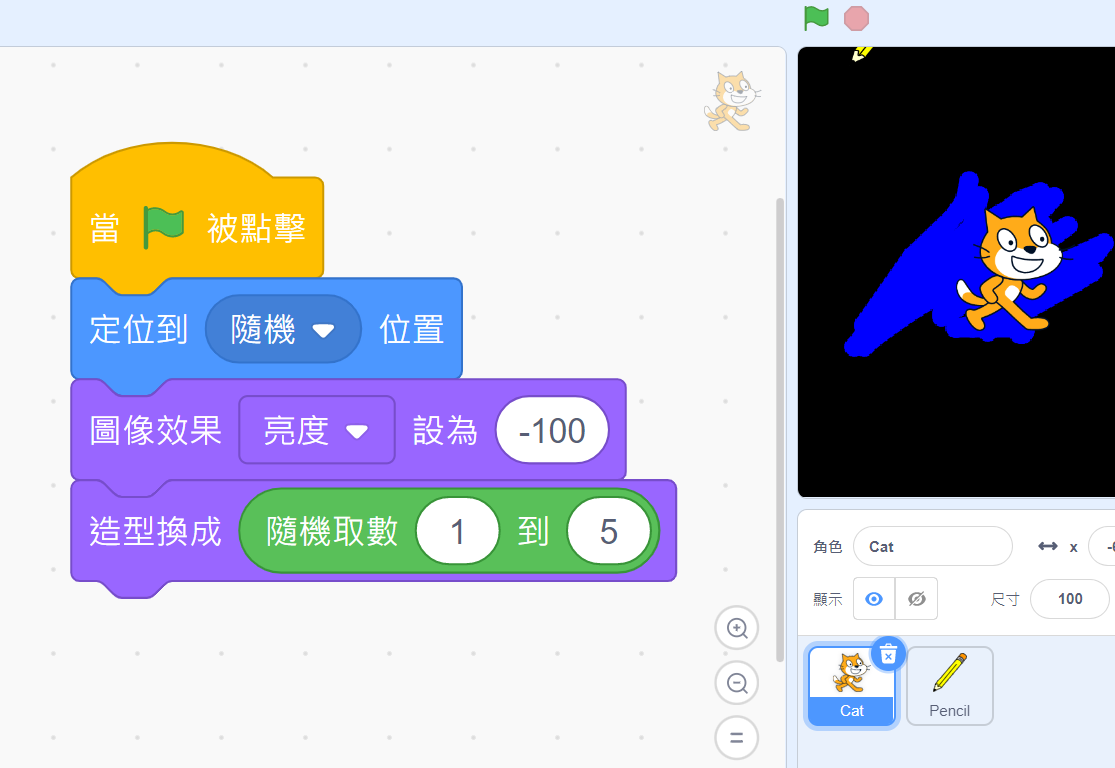 當 被點擊
定位到 隨機 位置
圖像效果 亮度 設為 -100
造型換成 隨機取數 1 到 5
角色 Cat x
顯示 尺寸 100
Cat Pencil